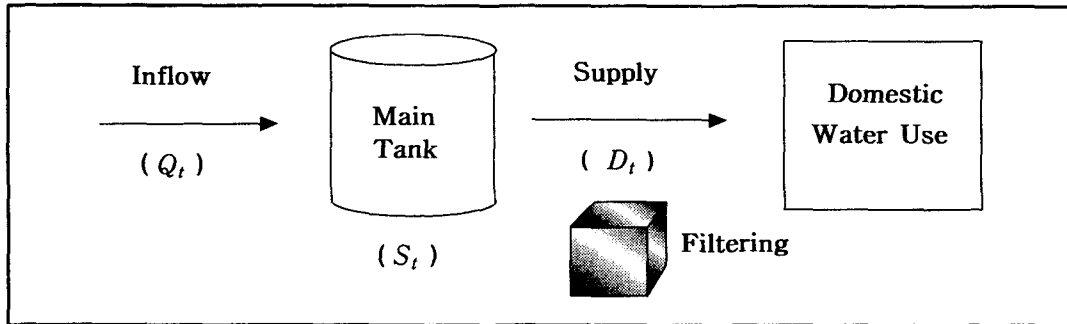 Inflow
( Q_t )
Main
Tank
( S_t )
Supply
( D_t )
Filtering
Domestic
Water Use